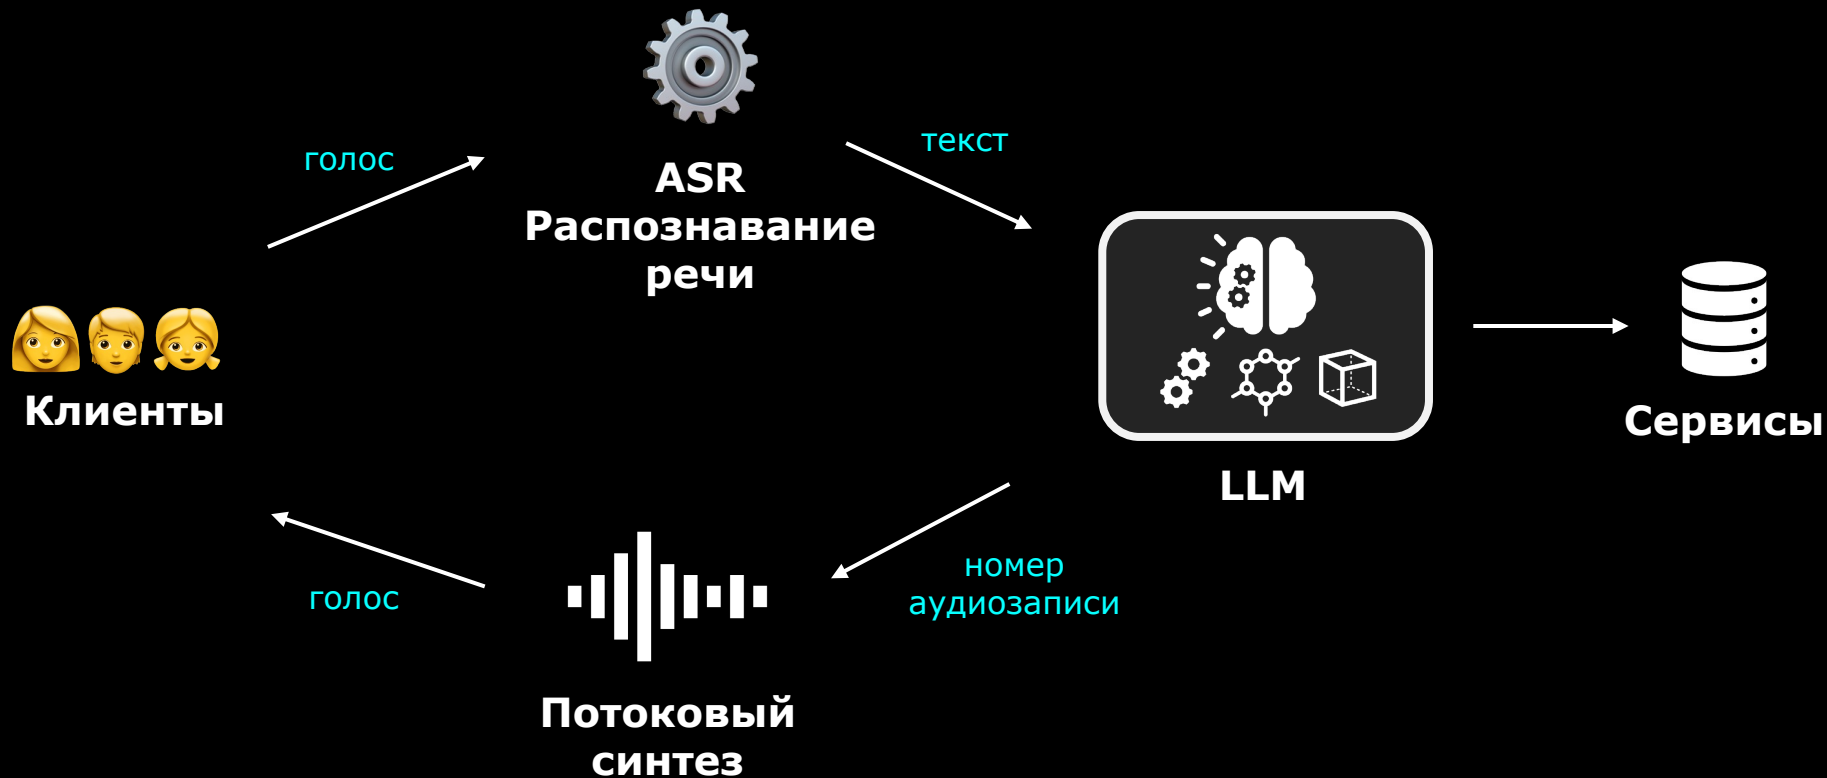 голос
ASR
Распознавание
речи
текст
Клиенты
LLM
Сервисы
номер
аудиозаписи
голос
Потоковый
синтез